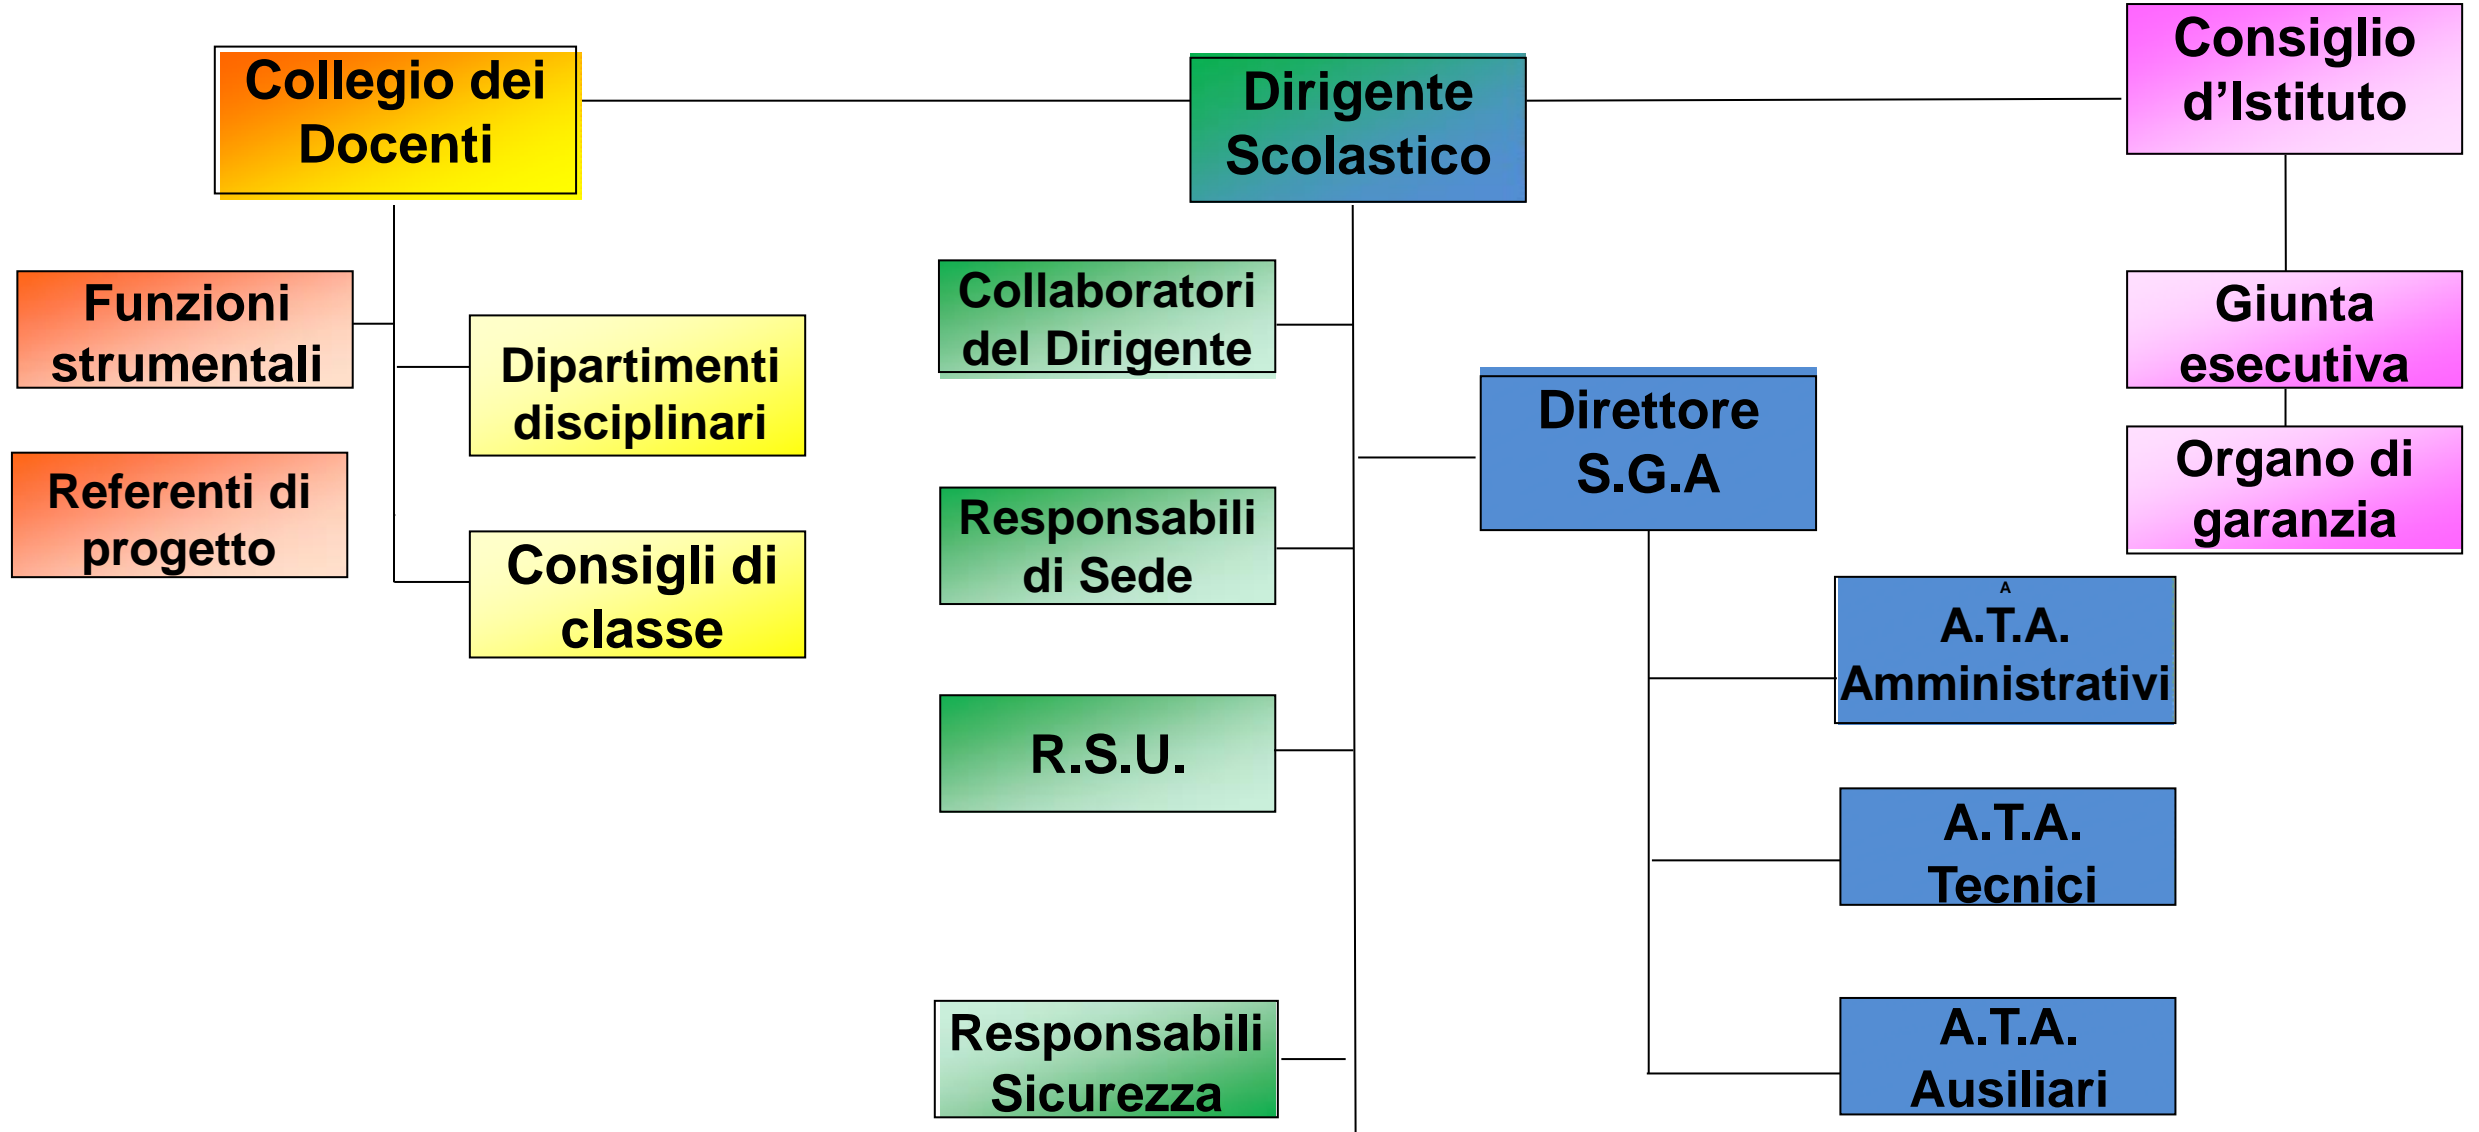 Collegio dei
Docenti
Dirigente
Scolastico
Consiglio
d’Istituto
Funzioni
strumentali
Referenti di
progetto
Dipartimenti
disciplinari
Consigli di
classe
Collaboratori
del Dirigente
Responsabili
di Sede
R.S.U.
Responsabili
Sicurezza
Direttore
S.G.A
A
A.T.A.
Amministrativi
A.T.A.
Tecnici
A.T.A.
Ausiliari
Giunta
esecutiva
Organo di
garanzia